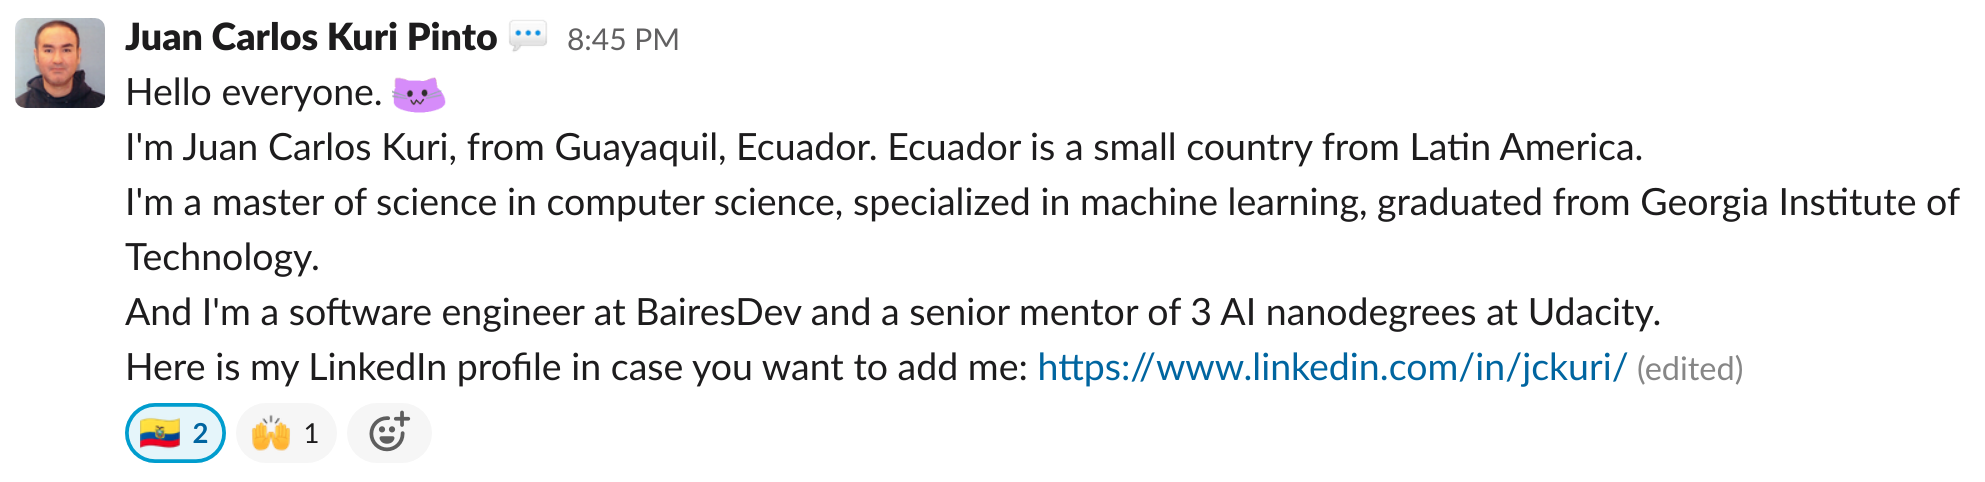 Juan Carlos Kuri Pinto 💬 8:45 PM
Hello everyone.
I'm Juan Carlos Kuri, from Guayaquil, Ecuador. Ecuador is a small country from Latin America.
I'm a master of science in computer science, specialized in machine learning, graduated from Georgia Institute of
Technology.
And I'm a software engineer at BairesDev and a senior mentor of 3 AI nanodegrees at Udacity.
Here is my LinkedIn profile in case you want to add me: https://www.linkedin.com/in/jckuri/ (edited)
🇪🇨 2 🙌 1